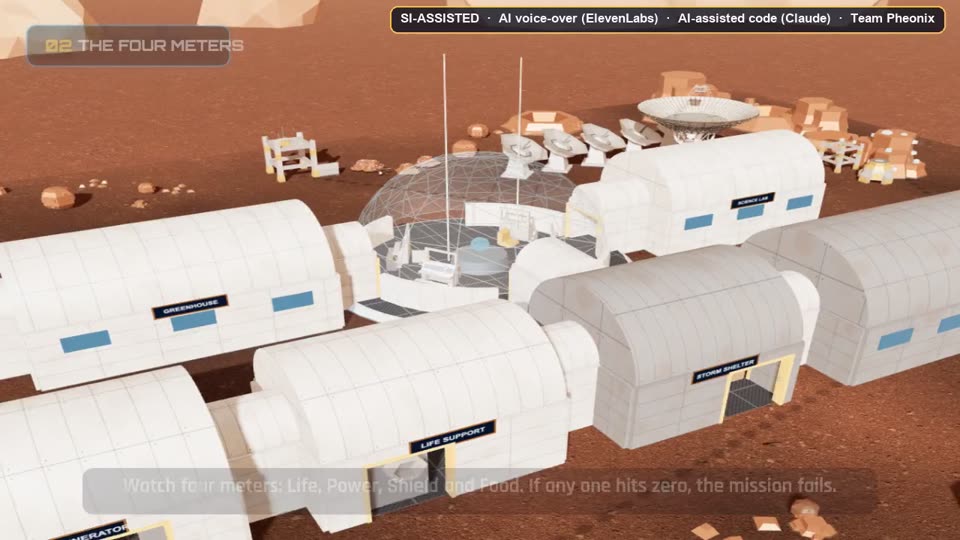 SI-ASSISTED · AI voice-over (ElevenLabs) · AI-assisted code (Claude) · Team Pheonix
02 THE FOUR METERS
SCIENCE LAB
GREENHOUSE
STORM SHELTER
LIFE SUPPORT
Watch four meters: Life, Power, Shield and Food. If any one hits zero, the mission fails.